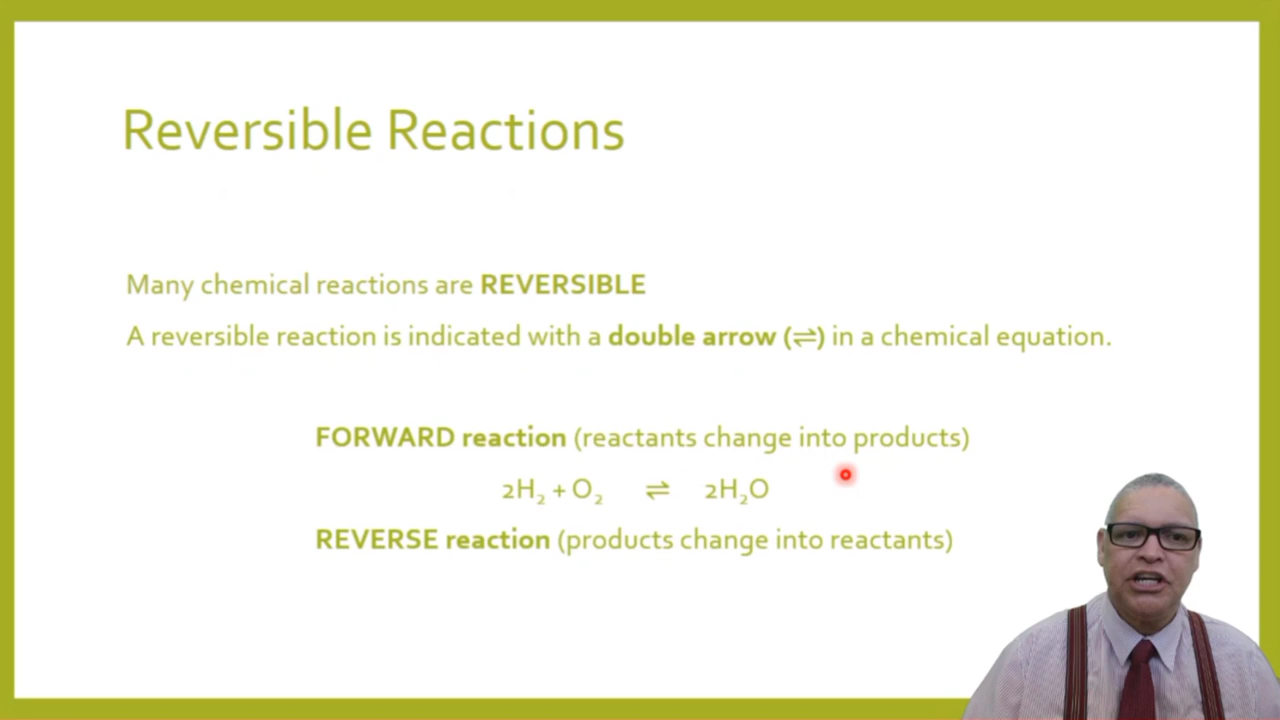 Reversible Reactions
Many chemical reactions are REVERSIBLE
A reversible reaction is indicated with a double arrow (⇌) in a chemical equation.
FORWARD reaction (reactants change into products)
2H₂ + O₂ ⇌ 2H₂O
REVERSE reaction (products change into reactants)